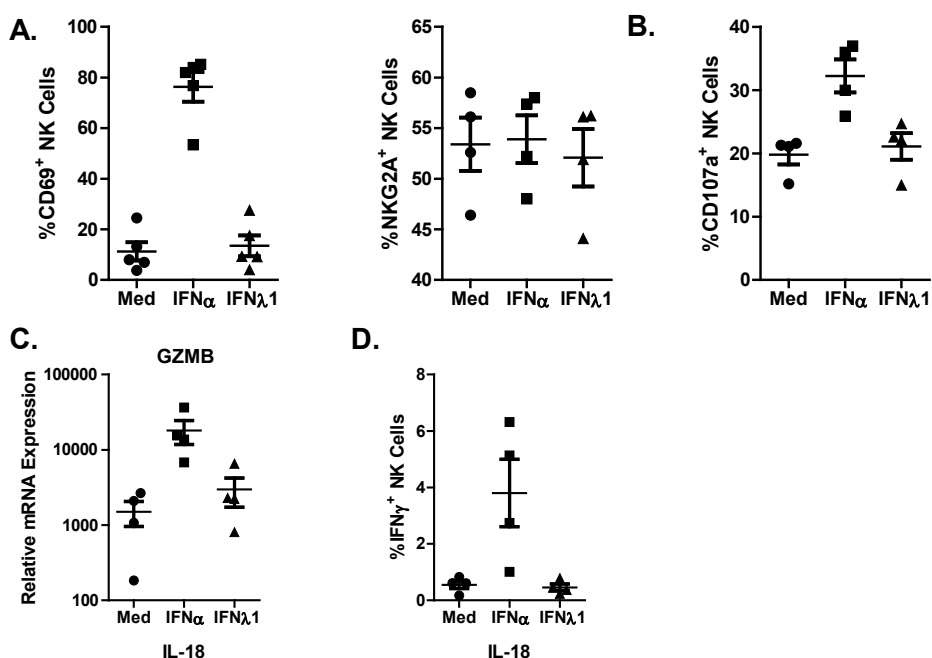 A.
%CD69⁺ NK Cells
100
80
60
40
20
0
Med IFNα IFNλ1
%NKG2A⁺ NK Cells
65
60
55
50
45
40
Med IFNα IFNλ1
B.
%CD107a⁺ NK Cells
40
30
20
10
0
Med IFNα IFNλ1
C.
GZMB
Relative mRNA Expression
100000
10000
1000
100
Med IFNα IFNλ1
IL-18
D.
%IFNγ⁺ NK Cells
8
6
4
2
0
Med IFNα IFNλ1
IL-18